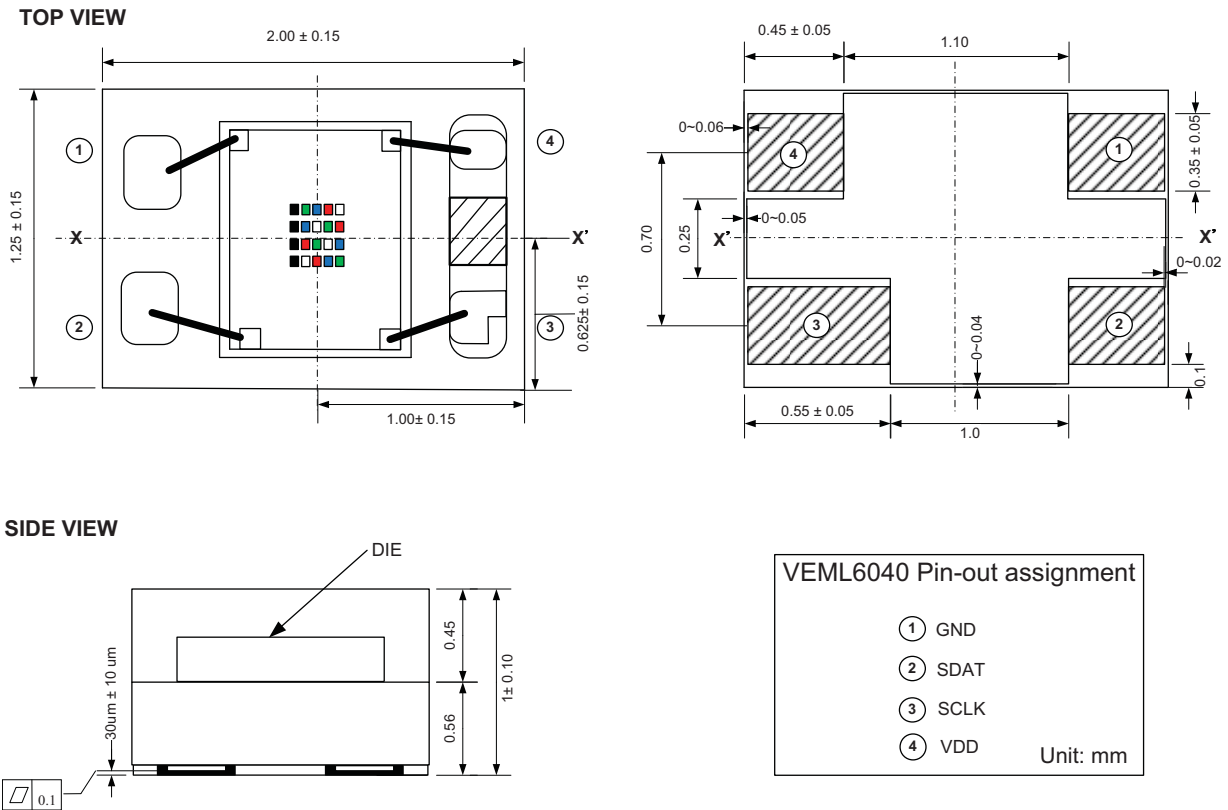 TOP VIEW
2.00 ± 0.15
1.25 ± 0.15
1
4
X
X'
2
3
0.625± 0.15
1.00± 0.15
0.45 ± 0.05
1.10
0~0.06
4
1
0.35 ± 0.05
0.70
0.25
0~0.05
X'
X'
0~0.02
3
0~0.04
2
0.1
0.55 ± 0.05
1.0
SIDE VIEW
DIE
30um ± 10 um
0.45
0.56
1± 0.10
0.1
VEML6040 Pin-out assignment
1 GND
2 SDAT
3 SCLK
4 VDD
Unit: mm